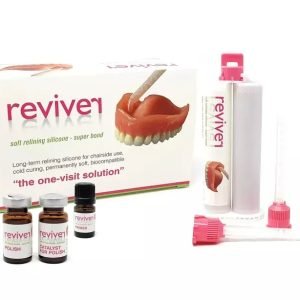 reviver
soft relining silicone - super bond
Long-term relining silicone for chairside use,
cold curing, permanently soft, biocompatible
"the one-visit solution"
reviver
reviver
POLISH
reviver
CATALYST
FOR POLISH
reviver